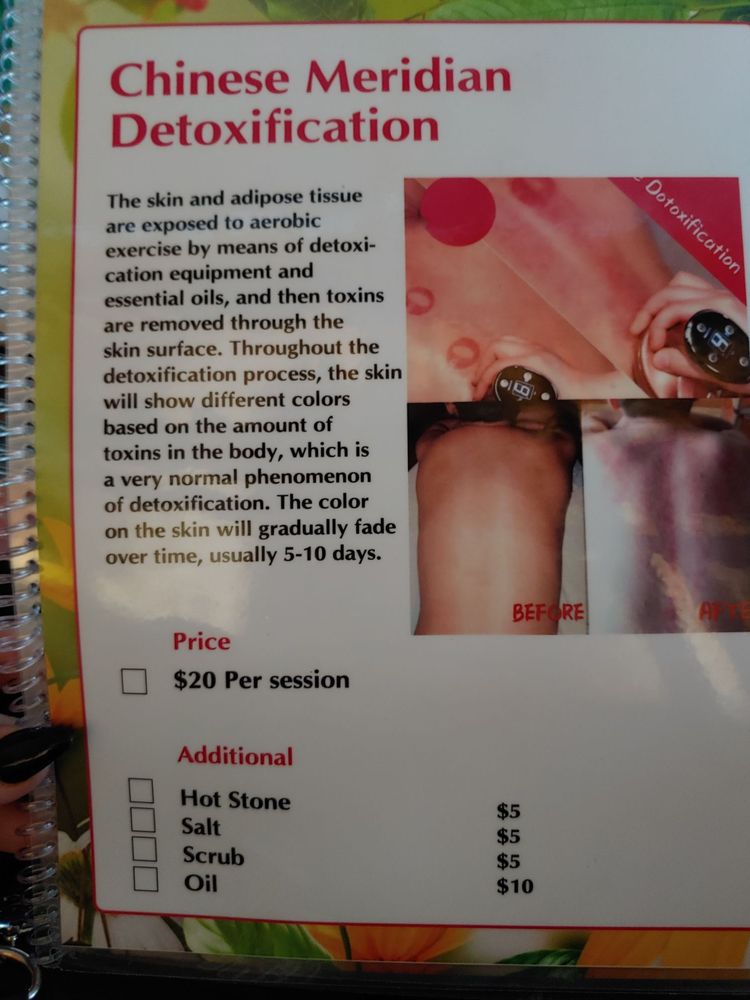 Chinese Meridian
Detoxification
The skin and adipose tissue
are exposed to aerobic
exercise by means of detoxi-
cation equipment and
essential oils, and then toxins
are removed through the
skin surface. Throughout the
detoxification process, the skin
will show different colors
based on the amount of
toxins in the body, which is
a very normal phenomenon
of detoxification. The color
on the skin will gradually fade
over time, usually 5-10 days.
Detoxification
BEFORE
Price
$20 Per session
Additional
Hot Stone $5
Salt $5
Scrub $5
Oil $10